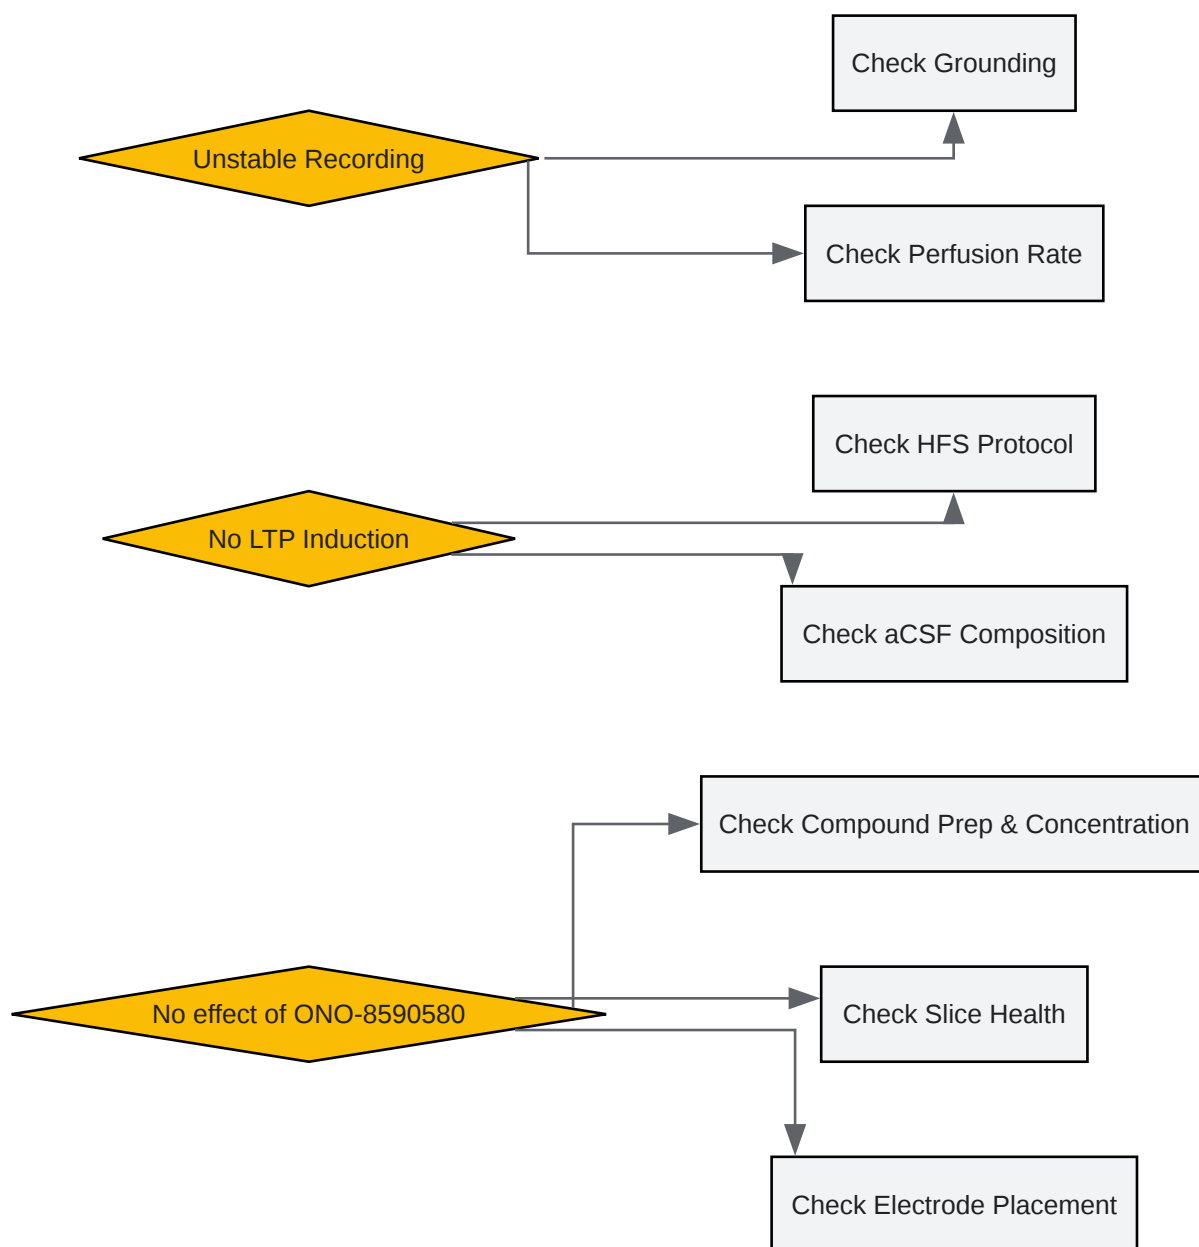 Check Grounding
Unstable Recording
Check Perfusion Rate
Check HFS Protocol
No LTP Induction
Check aCSF Composition
Check Compound Prep & Concentration
No effect of ONO-8590580
Check Slice Health
Check Electrode Placement